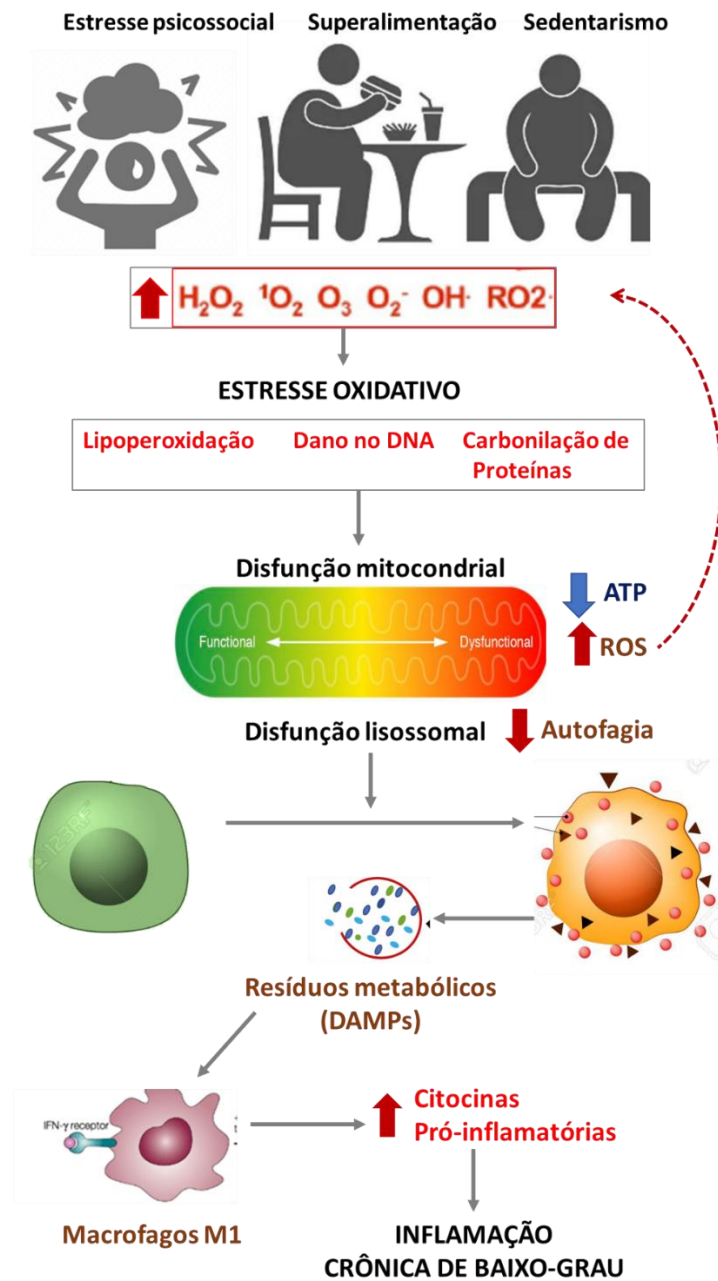 Estresse psicossocial Superalimentação Sedentarismo
H₂O₂ ¹O₂ O₃ O₂⁻ OH· RO2·
ESTRESSE OXIDATIVO
Lipoperoxidação Dano no DNA Carbonilação de
Proteínas
Disfunção mitocondrial
ATP
Functional Dysfunctional
ROS
Disfunção lisossomal Autofagia
123RF
Resíduos metabólicos
(DAMPs)
IFN-γ receptor
Citocinas
Pró-inflamatórias
Macrofagos M1
INFLAMAÇÃO
CRÔNICA DE BAIXO-GRAU